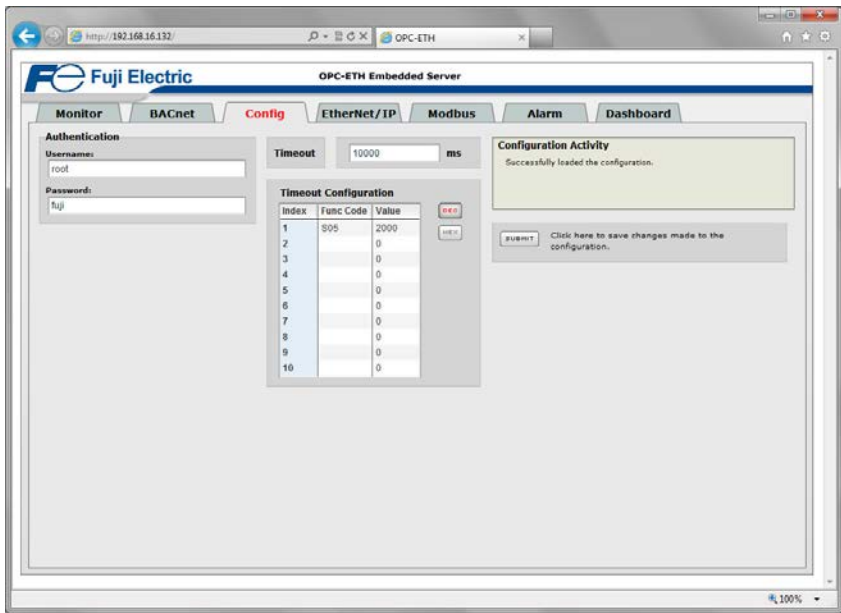 http://192.168.16.132/
OPC-ETH
Fuji Electric
OPC-ETH Embedded Server
Monitor BACnet Config EtherNet/IP Modbus Alarm Dashboard
Authentication
Username:
root
Password:
fuji
Timeout 10000 ms
Timeout Configuration
Index Func Code Value
1 S05 2000
2 0
3 0
4 0
5 0
6 0
7 0
8 0
9 0
10 0
DEC
HEX
Configuration Activity
Successfully loaded the configuration.
SUBMIT Click here to save changes made to the
configuration.
100%